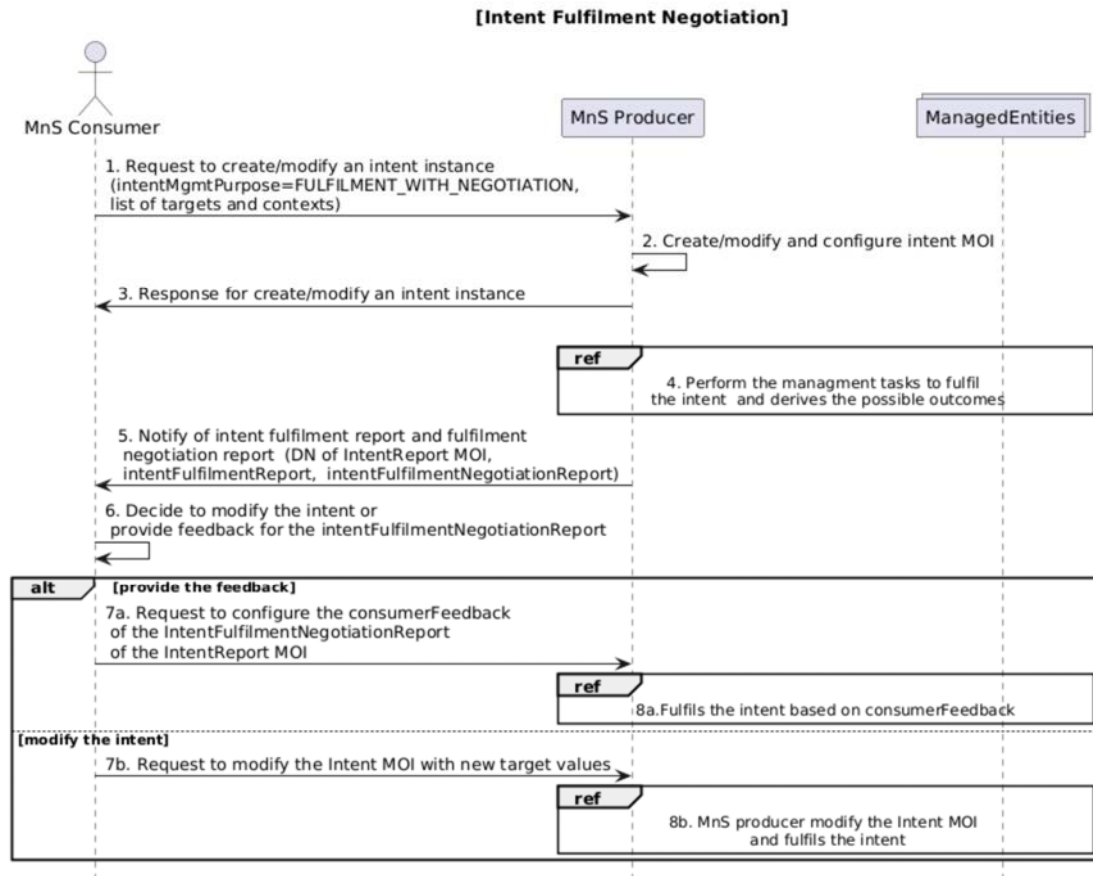 [Intent Fulfilment Negotiation]
MnS Consumer
MnS Producer
ManagedEntities
1. Request to create/modify an intent instance
(intentMgmtPurpose=FULFILMENT_WITH_NEGOTIATION,
list of targets and contexts)
2. Create/modify and configure intent MOI
3. Response for create/modify an intent instance
ref
4. Perform the managment tasks to fulfil
the intent and derives the possible outcomes
5. Notify of intent fulfilment report and fulfilment
negotiation report (DN of IntentReport MOI,
intentFulfilmentReport, intentFulfilmentNegotiationReport)
6. Decide to modify the intent or
provide feedback for the intentFulfilmentNegotiationReport
alt [provide the feedback]
7a. Request to configure the consumerFeedback
of the IntentFulfilmentNegotiationReport
of the IntentReport MOI
ref
8a.Fulfils the intent based on consumerFeedback
[modify the intent]
7b. Request to modify the Intent MOI with new target values
ref
8b. MnS producer modify the Intent MOI
and fulfils the intent